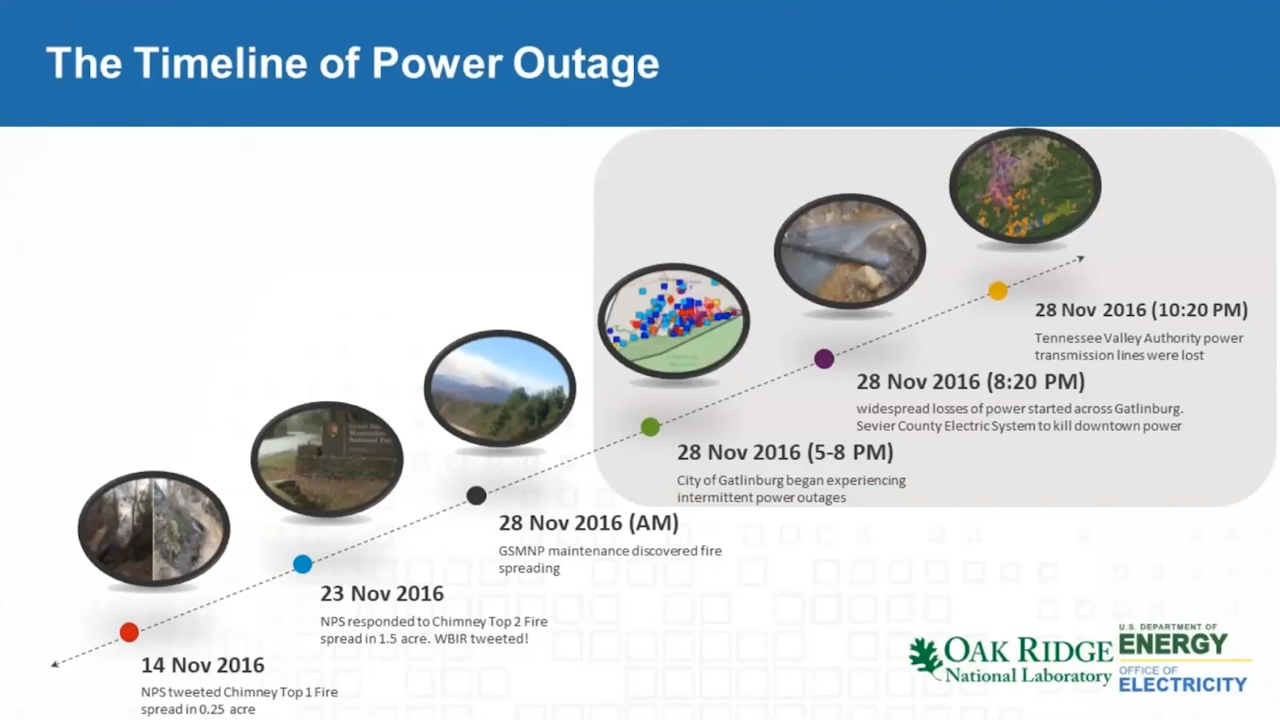 The Timeline of Power Outage
28 Nov 2016 (10:20 PM)
Tennessee Valley Authority power
transmission lines were lost
28 Nov 2016 (8:20 PM)
widespread losses of power started across Gatlinburg.
Sevier County Electric System to kill downtown power
28 Nov 2016 (5-8 PM)
City of Gatlinburg began experiencing
intermittent power outages
28 Nov 2016 (AM)
GSMNP maintenance discovered fire
spreading
23 Nov 2016
NPS responded to Chimney Top 2 Fire
spread in 1.5 acre. WBIR tweeted!
14 Nov 2016
NPS tweeted Chimney Top 1 Fire
spread in 0.25 acre
OAK RIDGE
National Laboratory
U.S. DEPARTMENT OF
ENERGY
OFFICE OF
ELECTRICITY